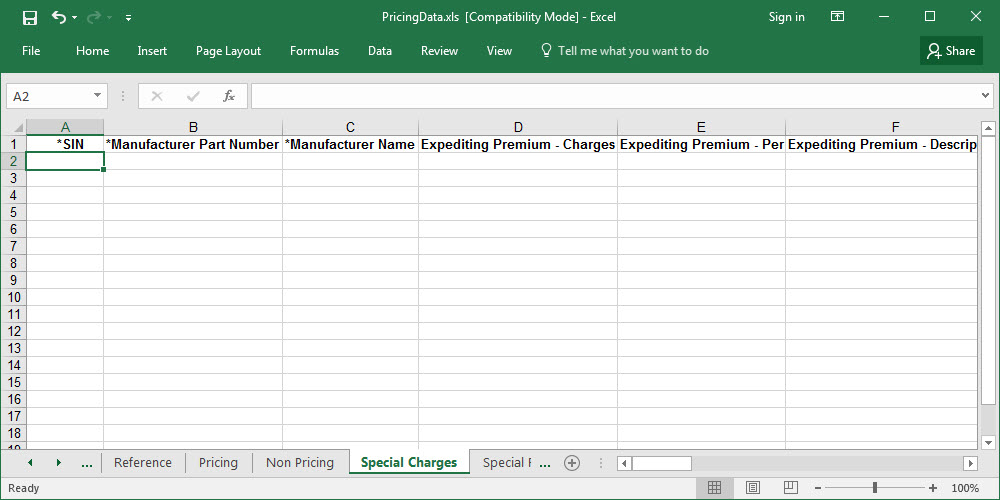 PricingData.xls [Compatibility Mode] - Excel Sign in
File Home Insert Page Layout Formulas Data Review View Tell me what you want to do Share
A2 fx
A B C D E F
1 *SIN *Manufacturer Part Number *Manufacturer Name Expediting Premium - Charges Expediting Premium - Per Expediting Premium - Descrip
2
3
4
5
6
7
8
9
10
11
12
13
14
15
16
17
18
19
... Reference Pricing Non Pricing Special Charges Special F ...
Ready 100%